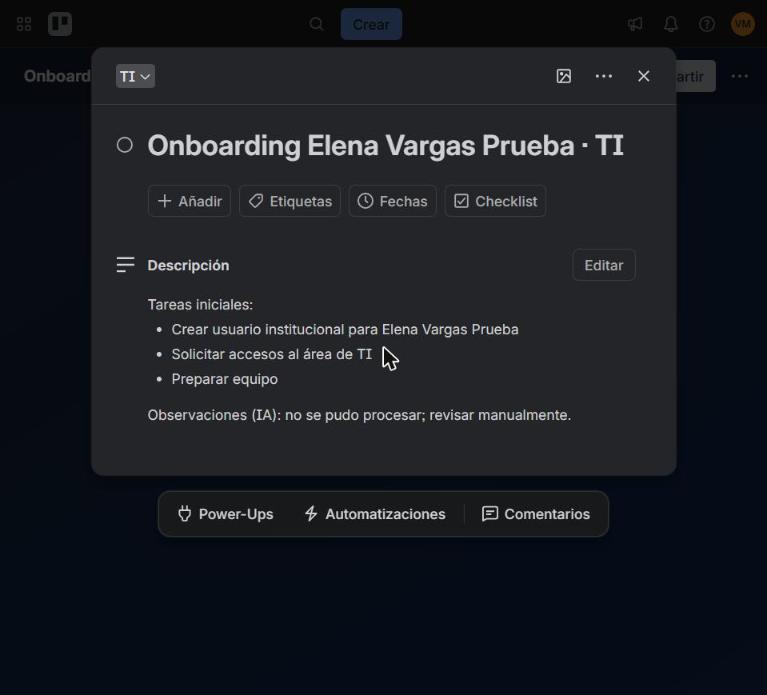 Crear
VM
Onboard
artir
TI
Onboarding Elena Vargas Prueba · TI
Añadir
Etiquetas
Fechas
Checklist
Descripción
Editar
Tareas iniciales:
• Crear usuario institucional para Elena Vargas Prueba
• Solicitar accesos al área de TI
• Preparar equipo
Observaciones (IA): no se pudo procesar; revisar manualmente.
Power-Ups
Automatizaciones
Comentarios